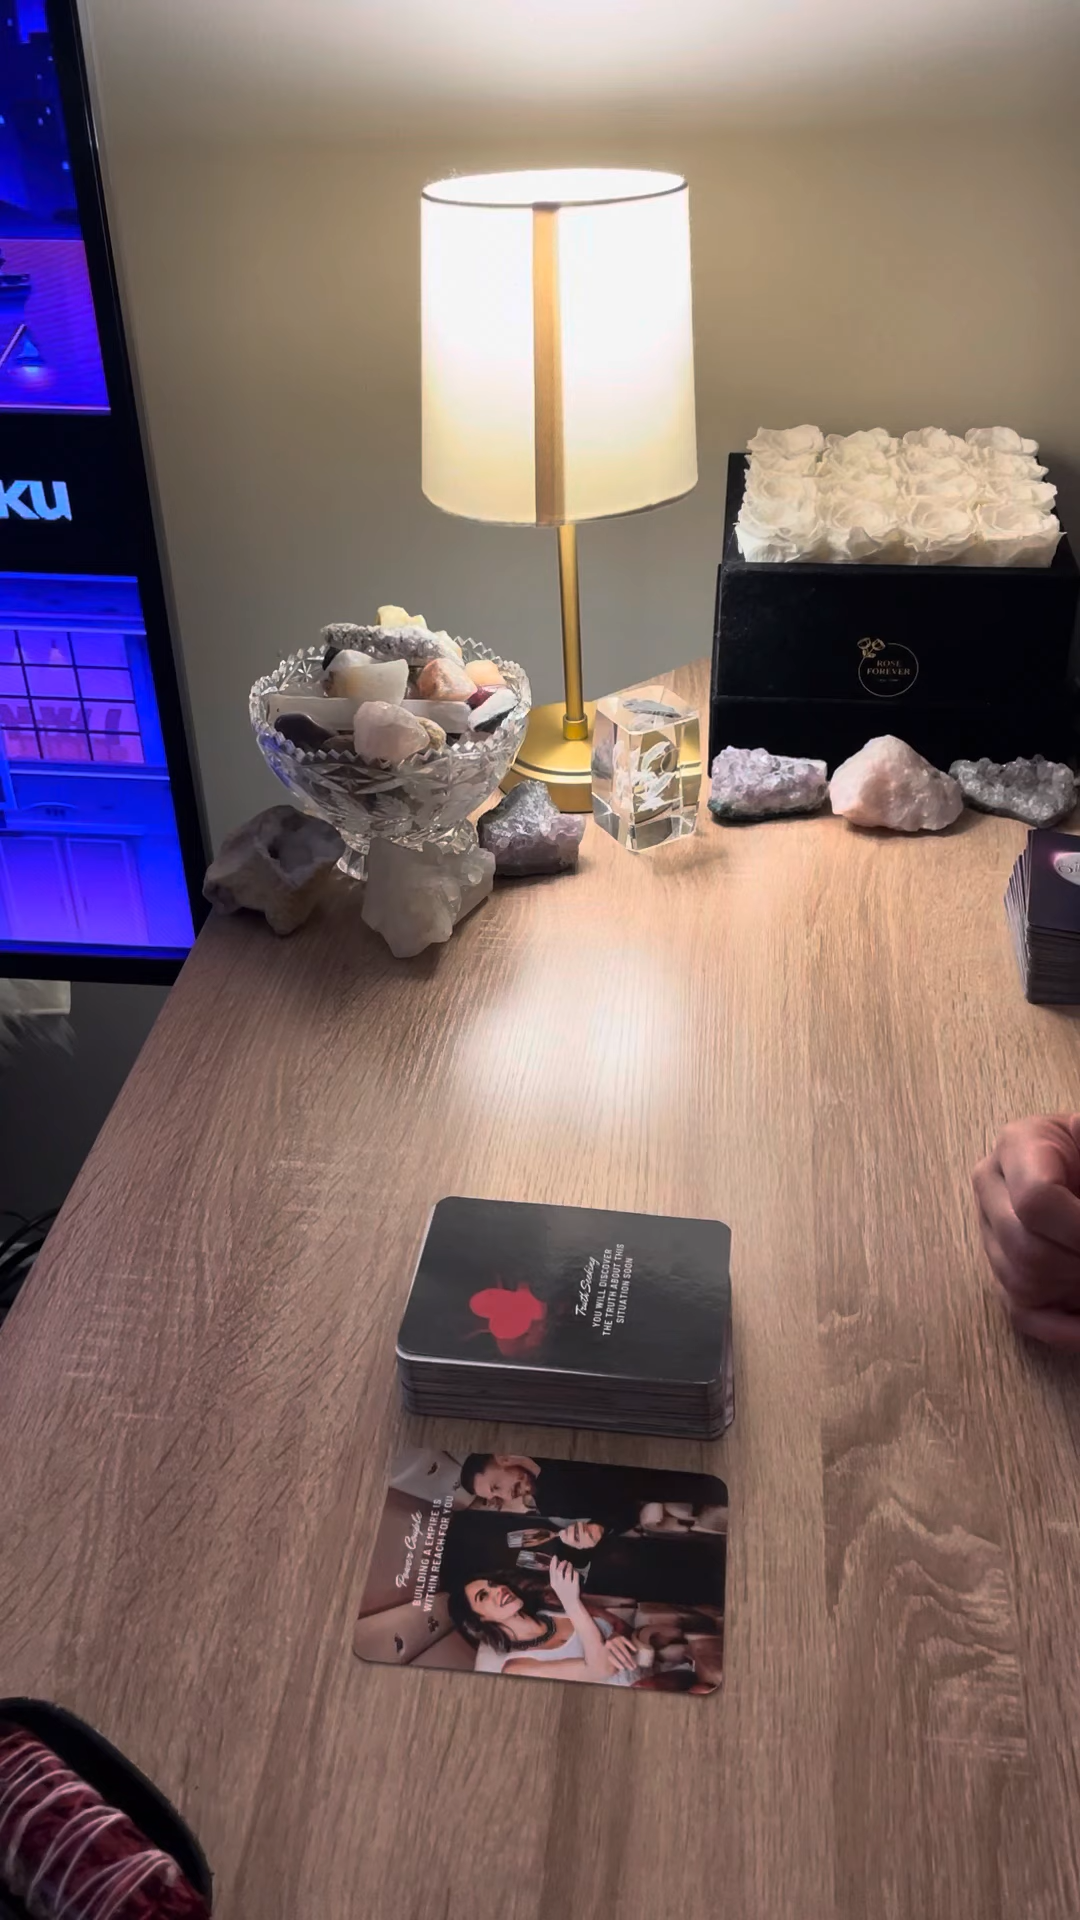 KU
ROSE
FOREVER
Truth Seeking
YOU WILL DISCOVER
THE TRUTH ABOUT THIS
SITUATION SOON
Power Couple
BUILDING A EMPIRE IS
WITHIN REACH FOR YOU